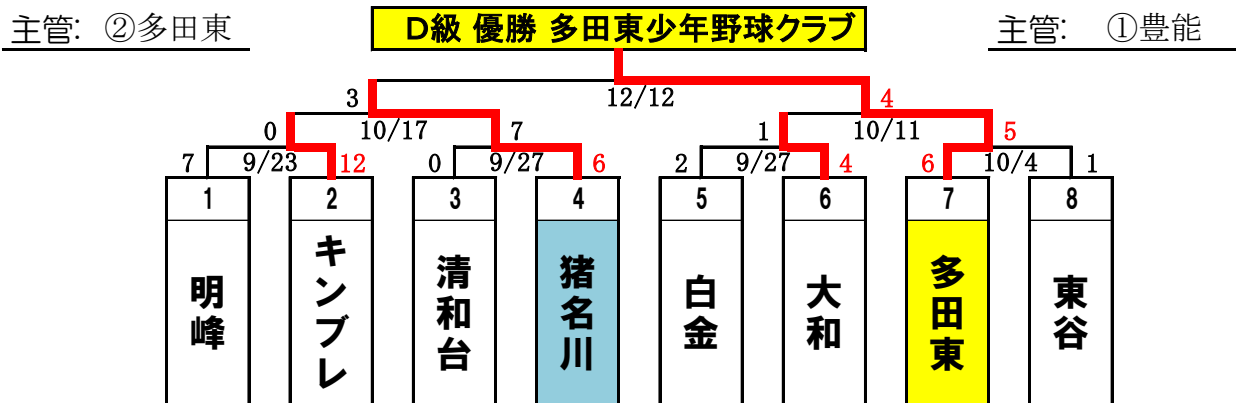 主管: ②多田東
D級 優勝 多田東少年野球クラブ
主管: ①豊能
12/12
3
4
10/17
10/11
0
7
1
5
9/23
9/27
9/27
10/4
7
12
0
6
2
4
6
1
1
2
3
4
5
6
7
8
明峰
キンブレ
清和台
猪名川
白金
大和
多田東
東谷